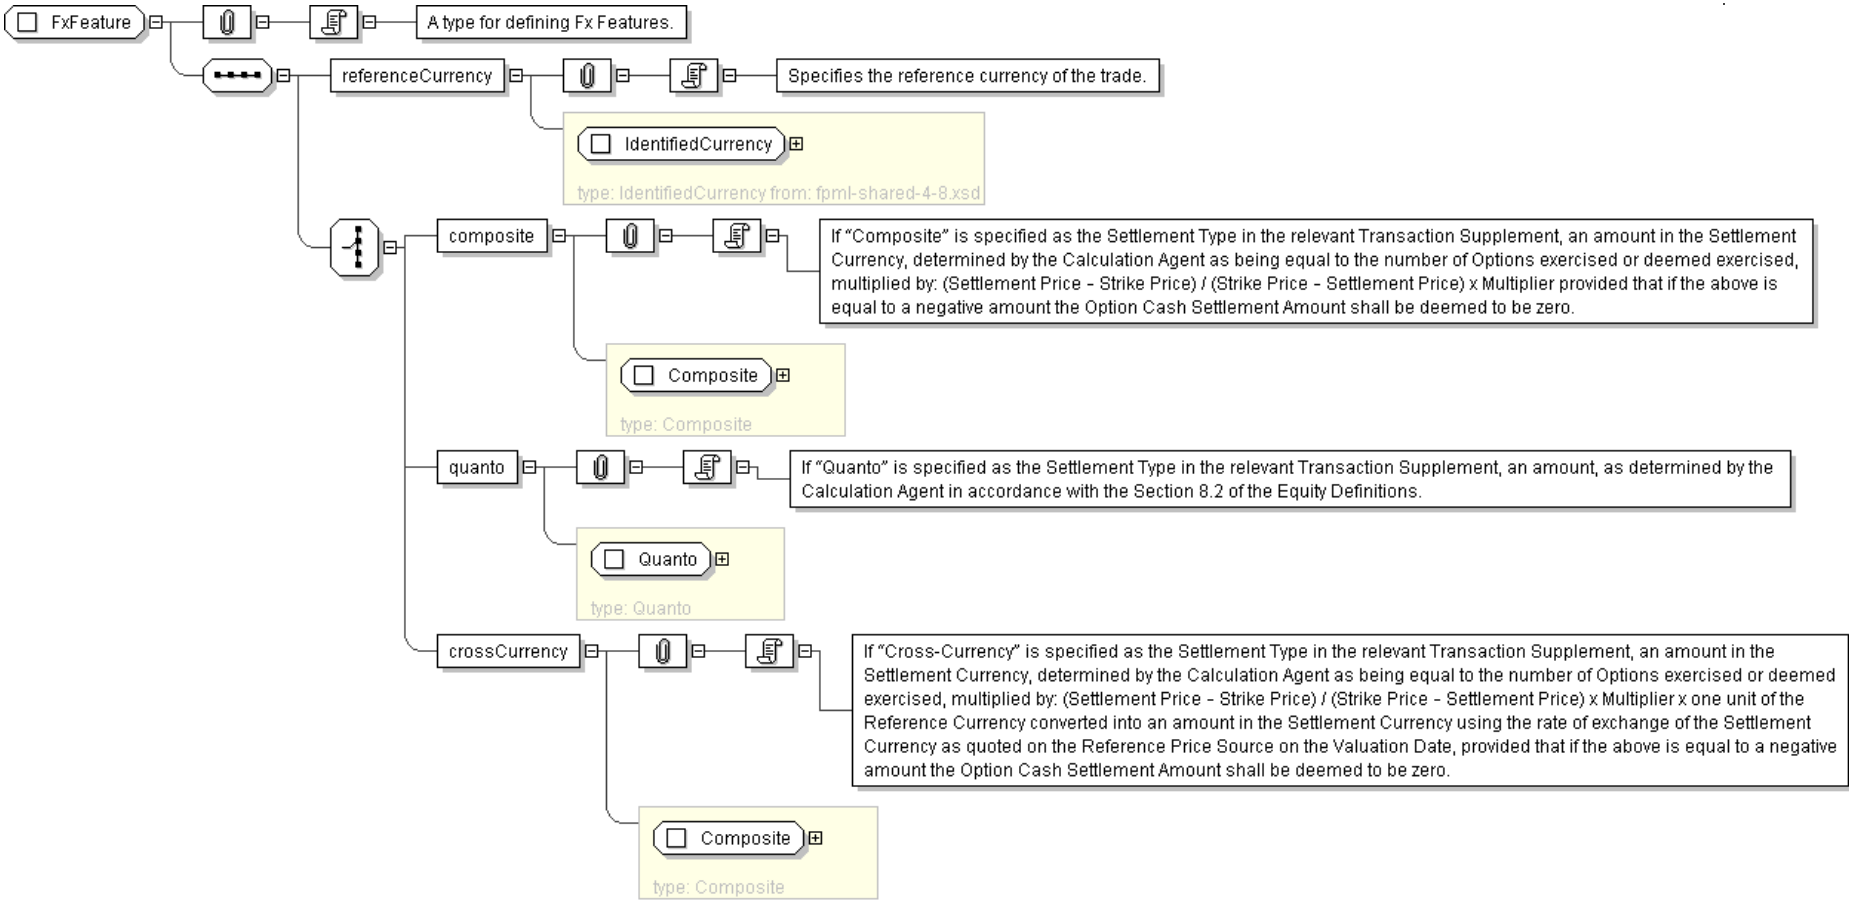 FxFeature
A type for defining Fx Features.
referenceCurrency
Specifies the reference currency of the trade.
IdentifiedCurrency
type: IdentifiedCurrency from: fpml-shared-4-8.xsd
composite
If “Composite” is specified as the Settlement Type in the relevant Transaction Supplement, an amount in the Settlement
Currency, determined by the Calculation Agent as being equal to the number of Options exercised or deemed exercised,
multiplied by: (Settlement Price – Strike Price) / (Strike Price – Settlement Price) x Multiplier provided that if the above is
equal to a negative amount the Option Cash Settlement Amount shall be deemed to be zero.
Composite
type: Composite
quanto
If “Quanto” is specified as the Settlement Type in the relevant Transaction Supplement, an amount, as determined by the
Calculation Agent in accordance with the Section 8.2 of the Equity Definitions.
Quanto
type: Quanto
crossCurrency
If “Cross-Currency” is specified as the Settlement Type in the relevant Transaction Supplement, an amount in the
Settlement Currency, determined by the Calculation Agent as being equal to the number of Options exercised or deemed
exercised, multiplied by: (Settlement Price – Strike Price) / (Strike Price – Settlement Price) x Multiplier x one unit of the
Reference Currency converted into an amount in the Settlement Currency using the rate of exchange of the Settlement
Currency as quoted on the Reference Price Source on the Valuation Date, provided that if the above is equal to a negative
amount the Option Cash Settlement Amount shall be deemed to be zero.
Composite
type: Composite